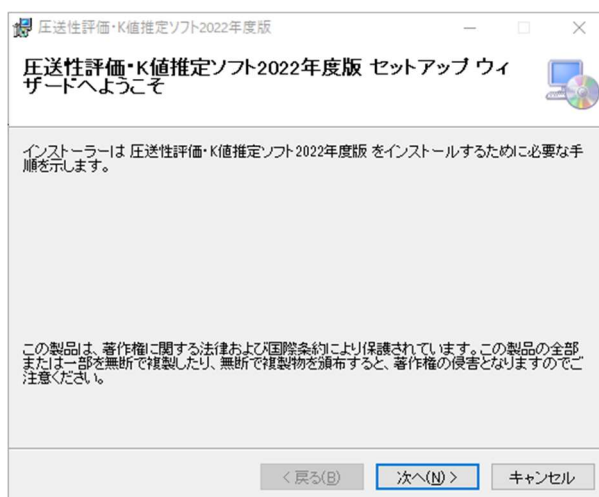 圧送性評価・K値推定ソフト2022年度版
圧送性評価・K値推定ソフト2022年度版 セットアップ ウィ
ザードへようこそ
インストーラーは 圧送性評価・K値推定ソフト2022年度版 をインストールするために必要な手
順を示します。
この製品は、著作権に関する法律および国際条約により保護されています。この製品の全部
または一部を無断で複製したり、無断で複製物を頒布すると、著作権の侵害となりますのでご
注意ください。
< 戻る(B) 次へ(N) > キャンセル